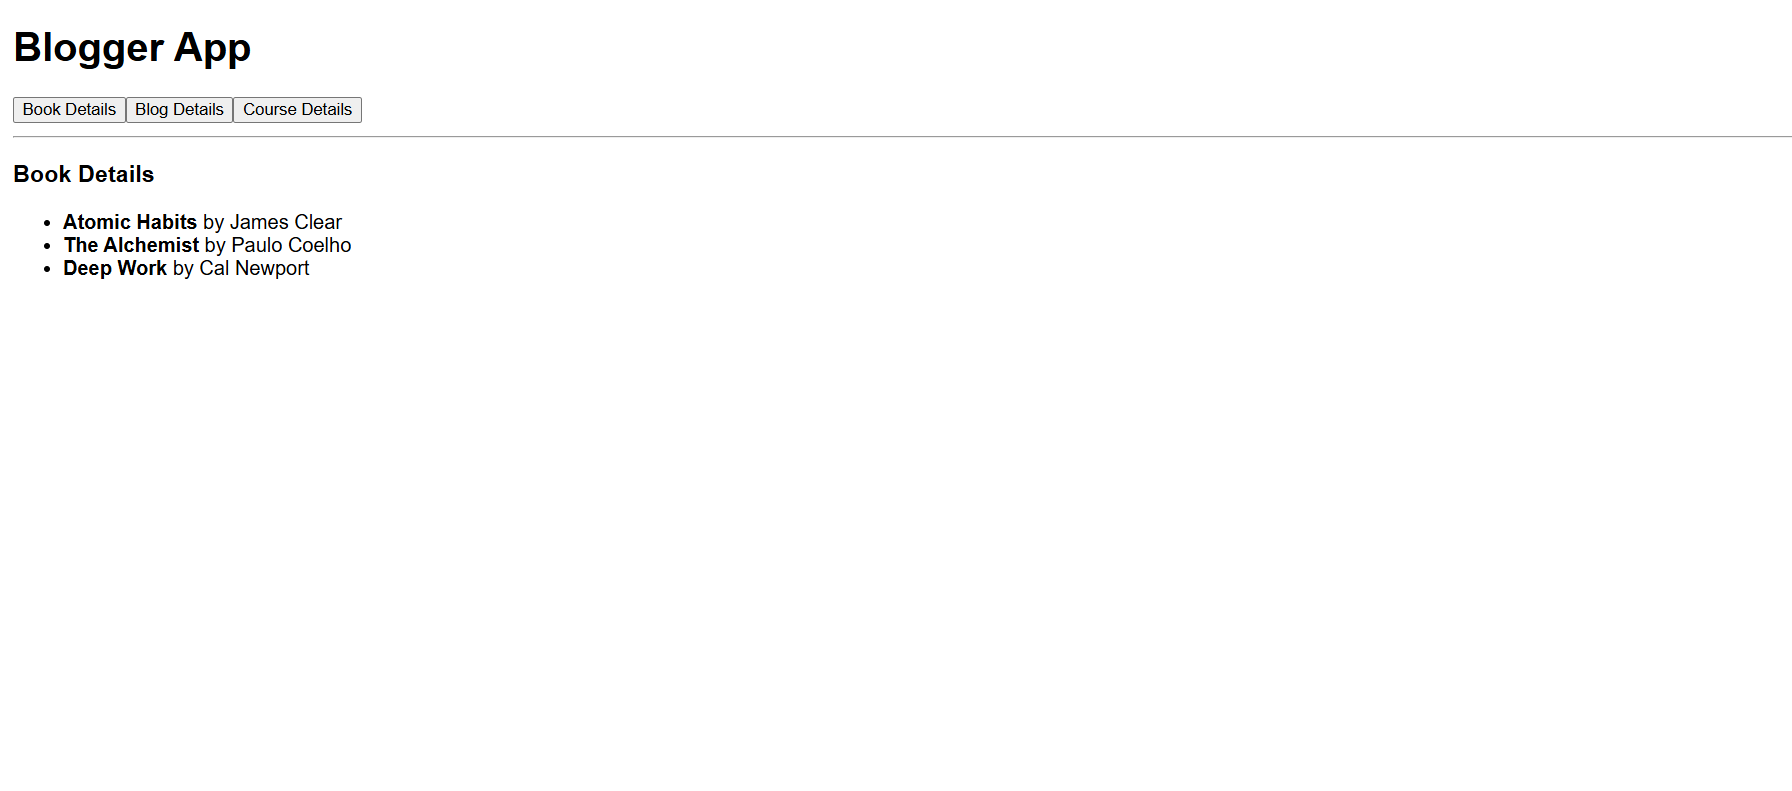 Blogger App
Book Details Blog Details Course Details
Book Details
• Atomic Habits by James Clear
• The Alchemist by Paulo Coelho
• Deep Work by Cal Newport